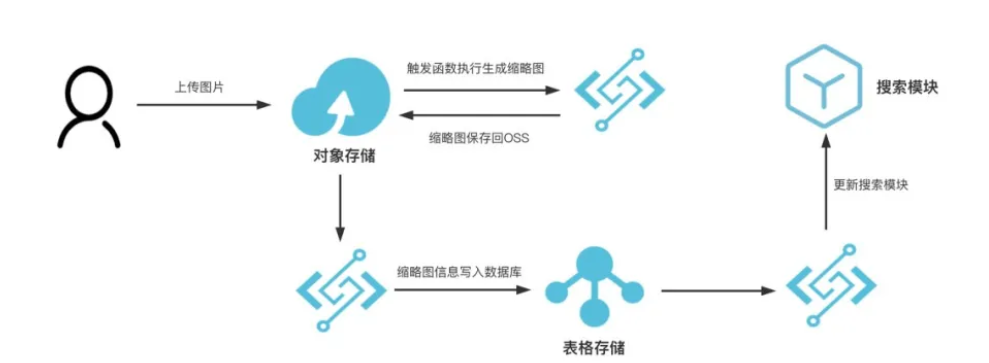 上传图片
触发函数执行生成缩略图
缩略图保存回OSS
对象存储
搜索模块
更新搜索模块
缩略图信息写入数据库
表格存储